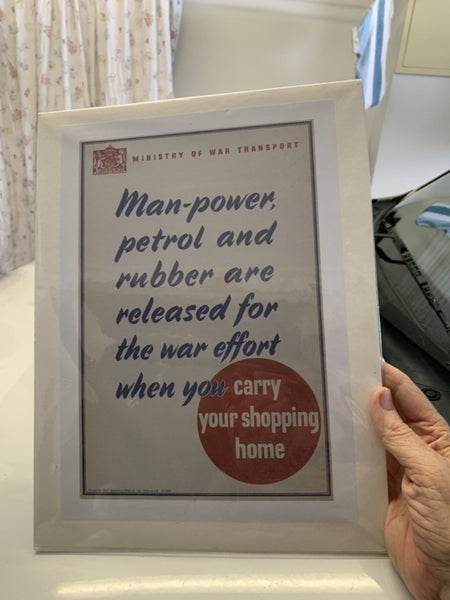 MINISTRY OF WAR TRANSPORT
Man-power,
petrol and
rubber are
released for
the war effort
when you carry
your shopping
home